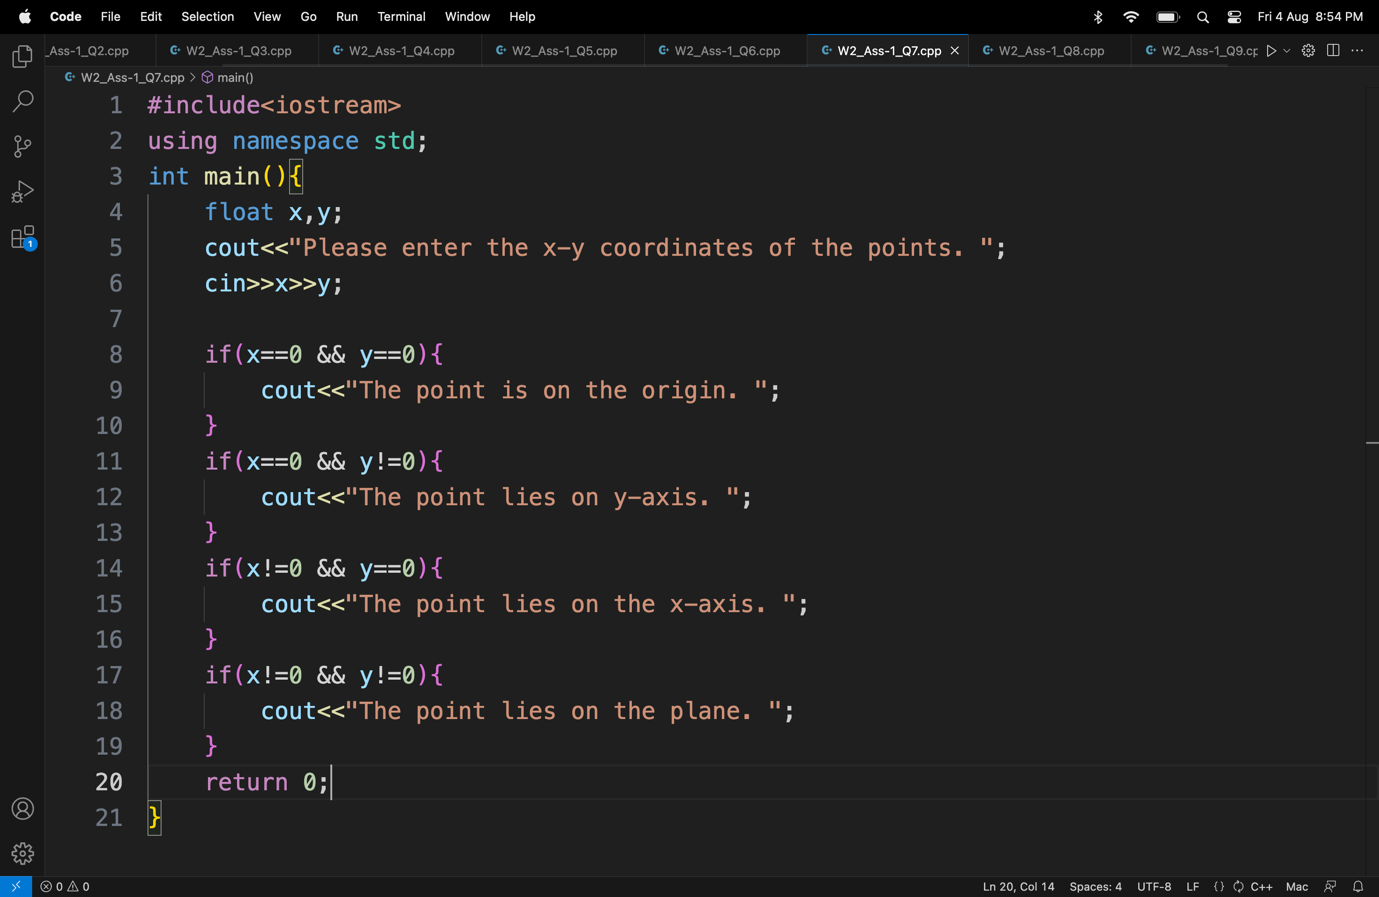 Code File Edit Selection View Go Run Terminal Window Help Fri 4 Aug 8:54 PM
_Ass-1_Q2.cpp W2_Ass-1_Q3.cpp W2_Ass-1_Q4.cpp W2_Ass-1_Q5.cpp W2_Ass-1_Q6.cpp W2_Ass-1_Q7.cpp W2_Ass-1_Q8.cpp W2_Ass-1_Q9.cp
W2_Ass-1_Q7.cpp > main()
1 #include<iostream>
2 using namespace std;
3 int main(){
4 float x,y;
5 cout<<"Please enter the x-y coordinates of the points. ";
6 cin>>x>>y;
7
8 if(x==0 && y==0){
9 cout<<"The point is on the origin. ";
10 }
11 if(x==0 && y!=0){
12 cout<<"The point lies on y-axis. ";
13 }
14 if(x!=0 && y==0){
15 cout<<"The point lies on the x-axis. ";
16 }
17 if(x!=0 && y!=0){
18 cout<<"The point lies on the plane. ";
19 }
20 return 0;
21 }
1
0 0 Ln 20, Col 14 Spaces: 4 UTF-8 LF {} C++ Mac